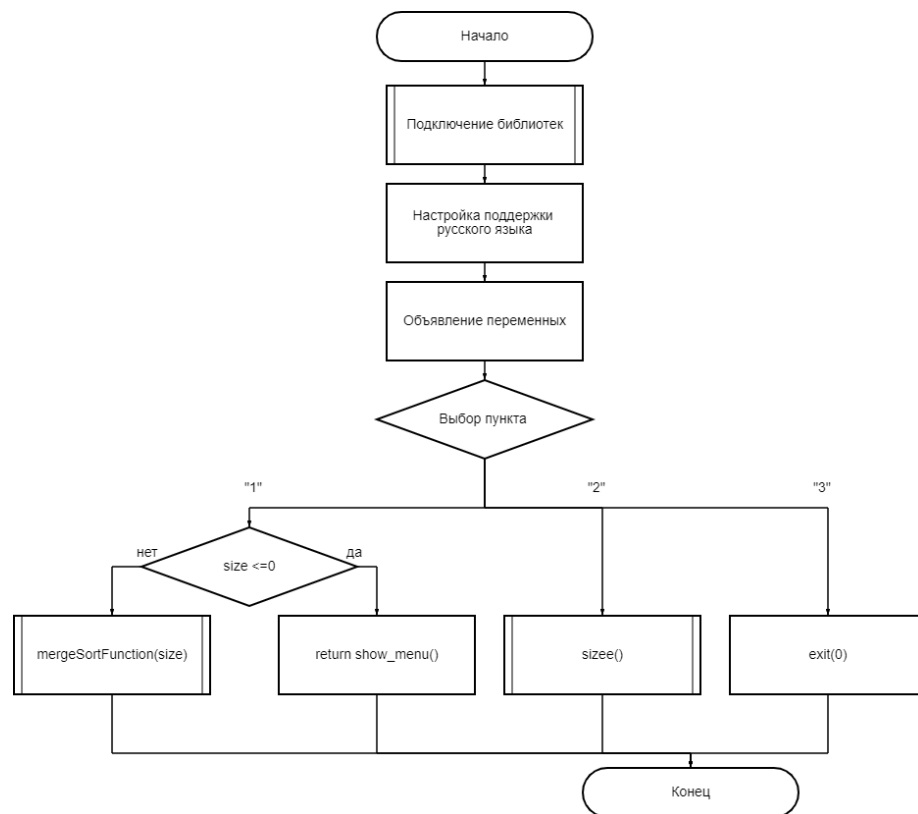 Начало
Подключение библиотек
Настройка поддержки
русского языка
Объявление переменных
Выбор пункта
"1"
"2"
"3"
нет
size <=0
да
mergeSortFunction(size)
return show_menu()
sizee()
exit(0)
Конец